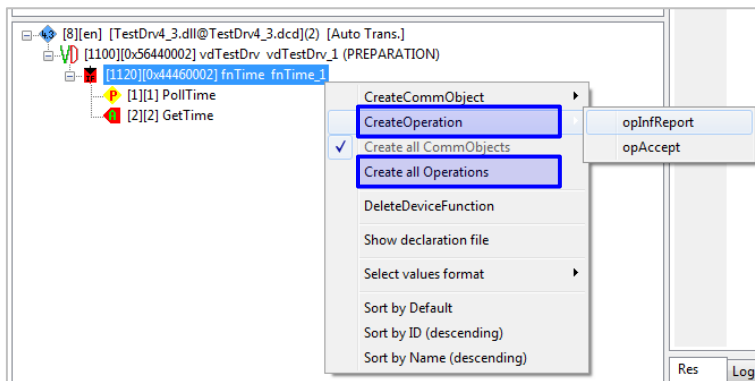 [8][en] [TestDrv4_3.dll@TestDrv4_3.dcd](2) [Auto Trans.]
[1100][0x56440002] vdTestDrv vdTestDrv_1 (PREPARATION)
[1120][0x44460002] fnTime fnTime_1
[1][1] PollTime
[2][2] GetTime
CreateCommObject
CreateOperation
Create all CommObjects
Create all Operations
DeleteDeviceFunction
Show declaration file
Select values format
Sort by Default
Sort by ID (descending)
Sort by Name (descending)
opInfReport
opAccept
Res Log